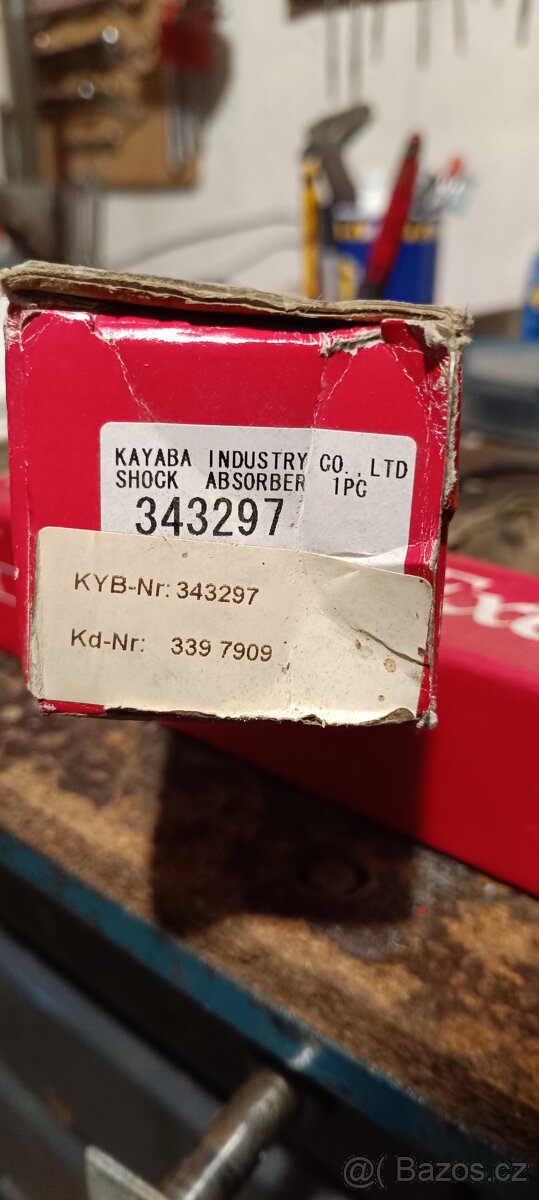 KAYABA INDUSTRY CO.,LTD
SHOCK ABSORBER 1PC
343297
KYB-Nr: 343297
Kd-Nr: 339 7909
@( Bazos.cz